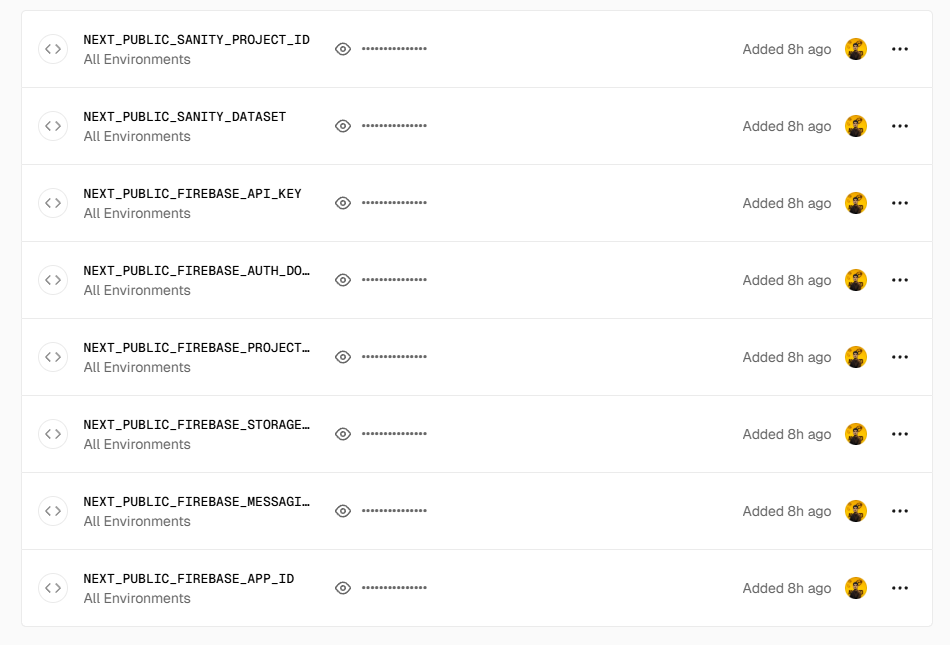 NEXT_PUBLIC_SANITY_PROJECT_ID
All Environments
•••••••••••••••
Added 8h ago
NEXT_PUBLIC_SANITY_DATASET
All Environments
•••••••••••••••
Added 8h ago
NEXT_PUBLIC_FIREBASE_API_KEY
All Environments
•••••••••••••••
Added 8h ago
NEXT_PUBLIC_FIREBASE_AUTH_DO…
All Environments
•••••••••••••••
Added 8h ago
NEXT_PUBLIC_FIREBASE_PROJECT…
All Environments
•••••••••••••••
Added 8h ago
NEXT_PUBLIC_FIREBASE_STORAGE…
All Environments
•••••••••••••••
Added 8h ago
NEXT_PUBLIC_FIREBASE_MESSAGI…
All Environments
•••••••••••••••
Added 8h ago
NEXT_PUBLIC_FIREBASE_APP_ID
All Environments
•••••••••••••••
Added 8h ago